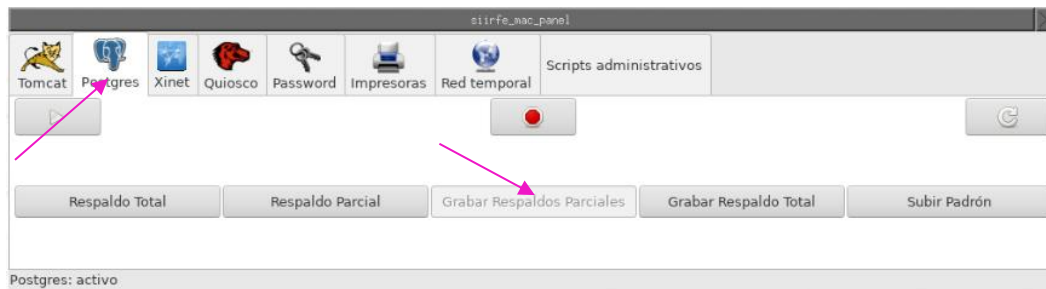 siirfe_mac_panel
Tomcat Postgres Xinet Quiosco Password Impresoras Red temporal Scripts administrativos
Respaldo Total Respaldo Parcial Grabar Respaldos Parciales Grabar Respaldo Total Subir Padrón
Postgres: activo